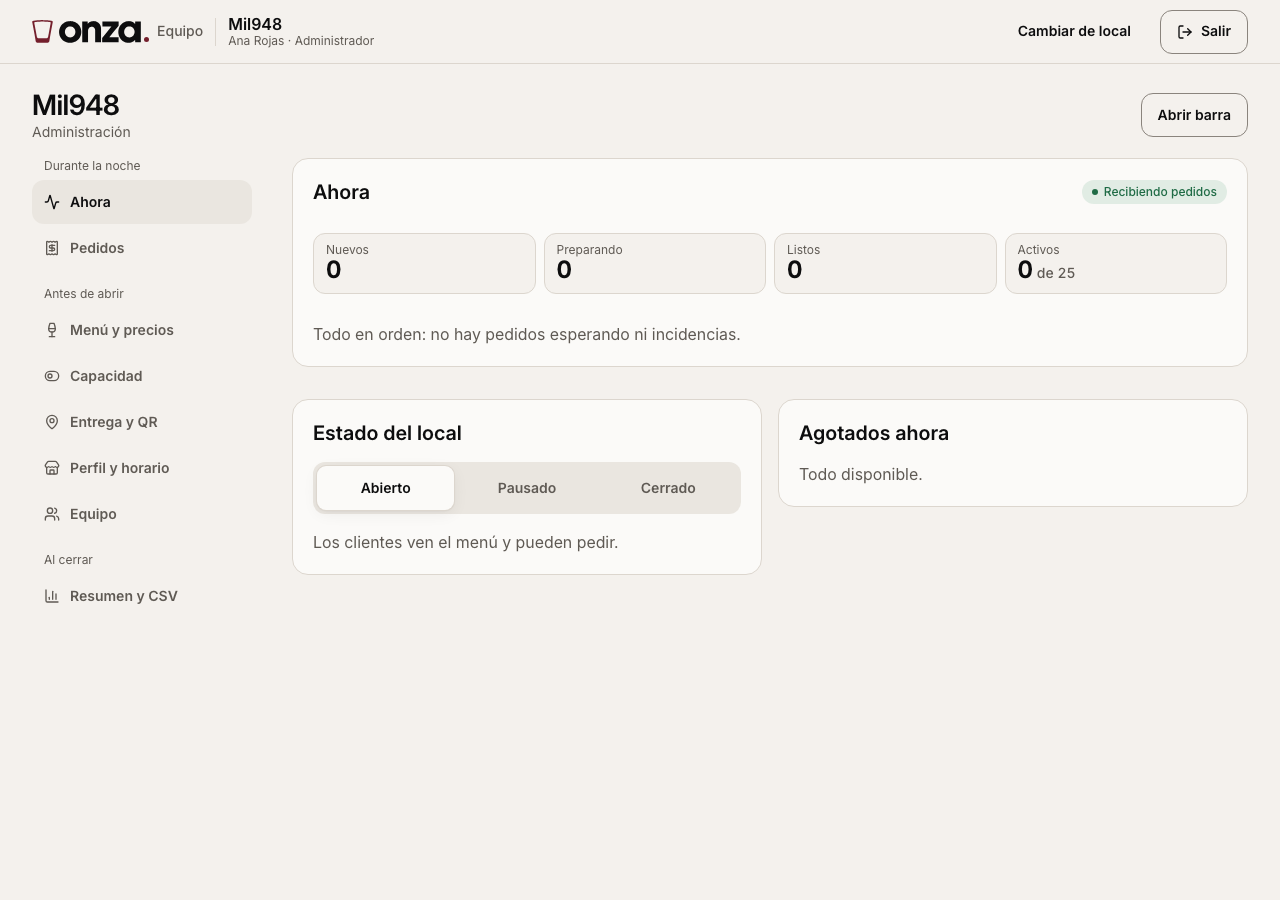 onza. Equipo
Mil948
Ana Rojas · Administrador
Cambiar de local
Salir
Mil948
Administración
Abrir barra
Durante la noche
Ahora
Pedidos
Antes de abrir
Menú y precios
Capacidad
Entrega y QR
Perfil y horario
Equipo
Al cerrar
Resumen y CSV
Ahora
Recibiendo pedidos
Nuevos
0
Preparando
0
Listos
0
Activos
0 de 25
Todo en orden: no hay pedidos esperando ni incidencias.
Estado del local
Abierto
Pausado
Cerrado
Los clientes ven el menú y pueden pedir.
Agotados ahora
Todo disponible.